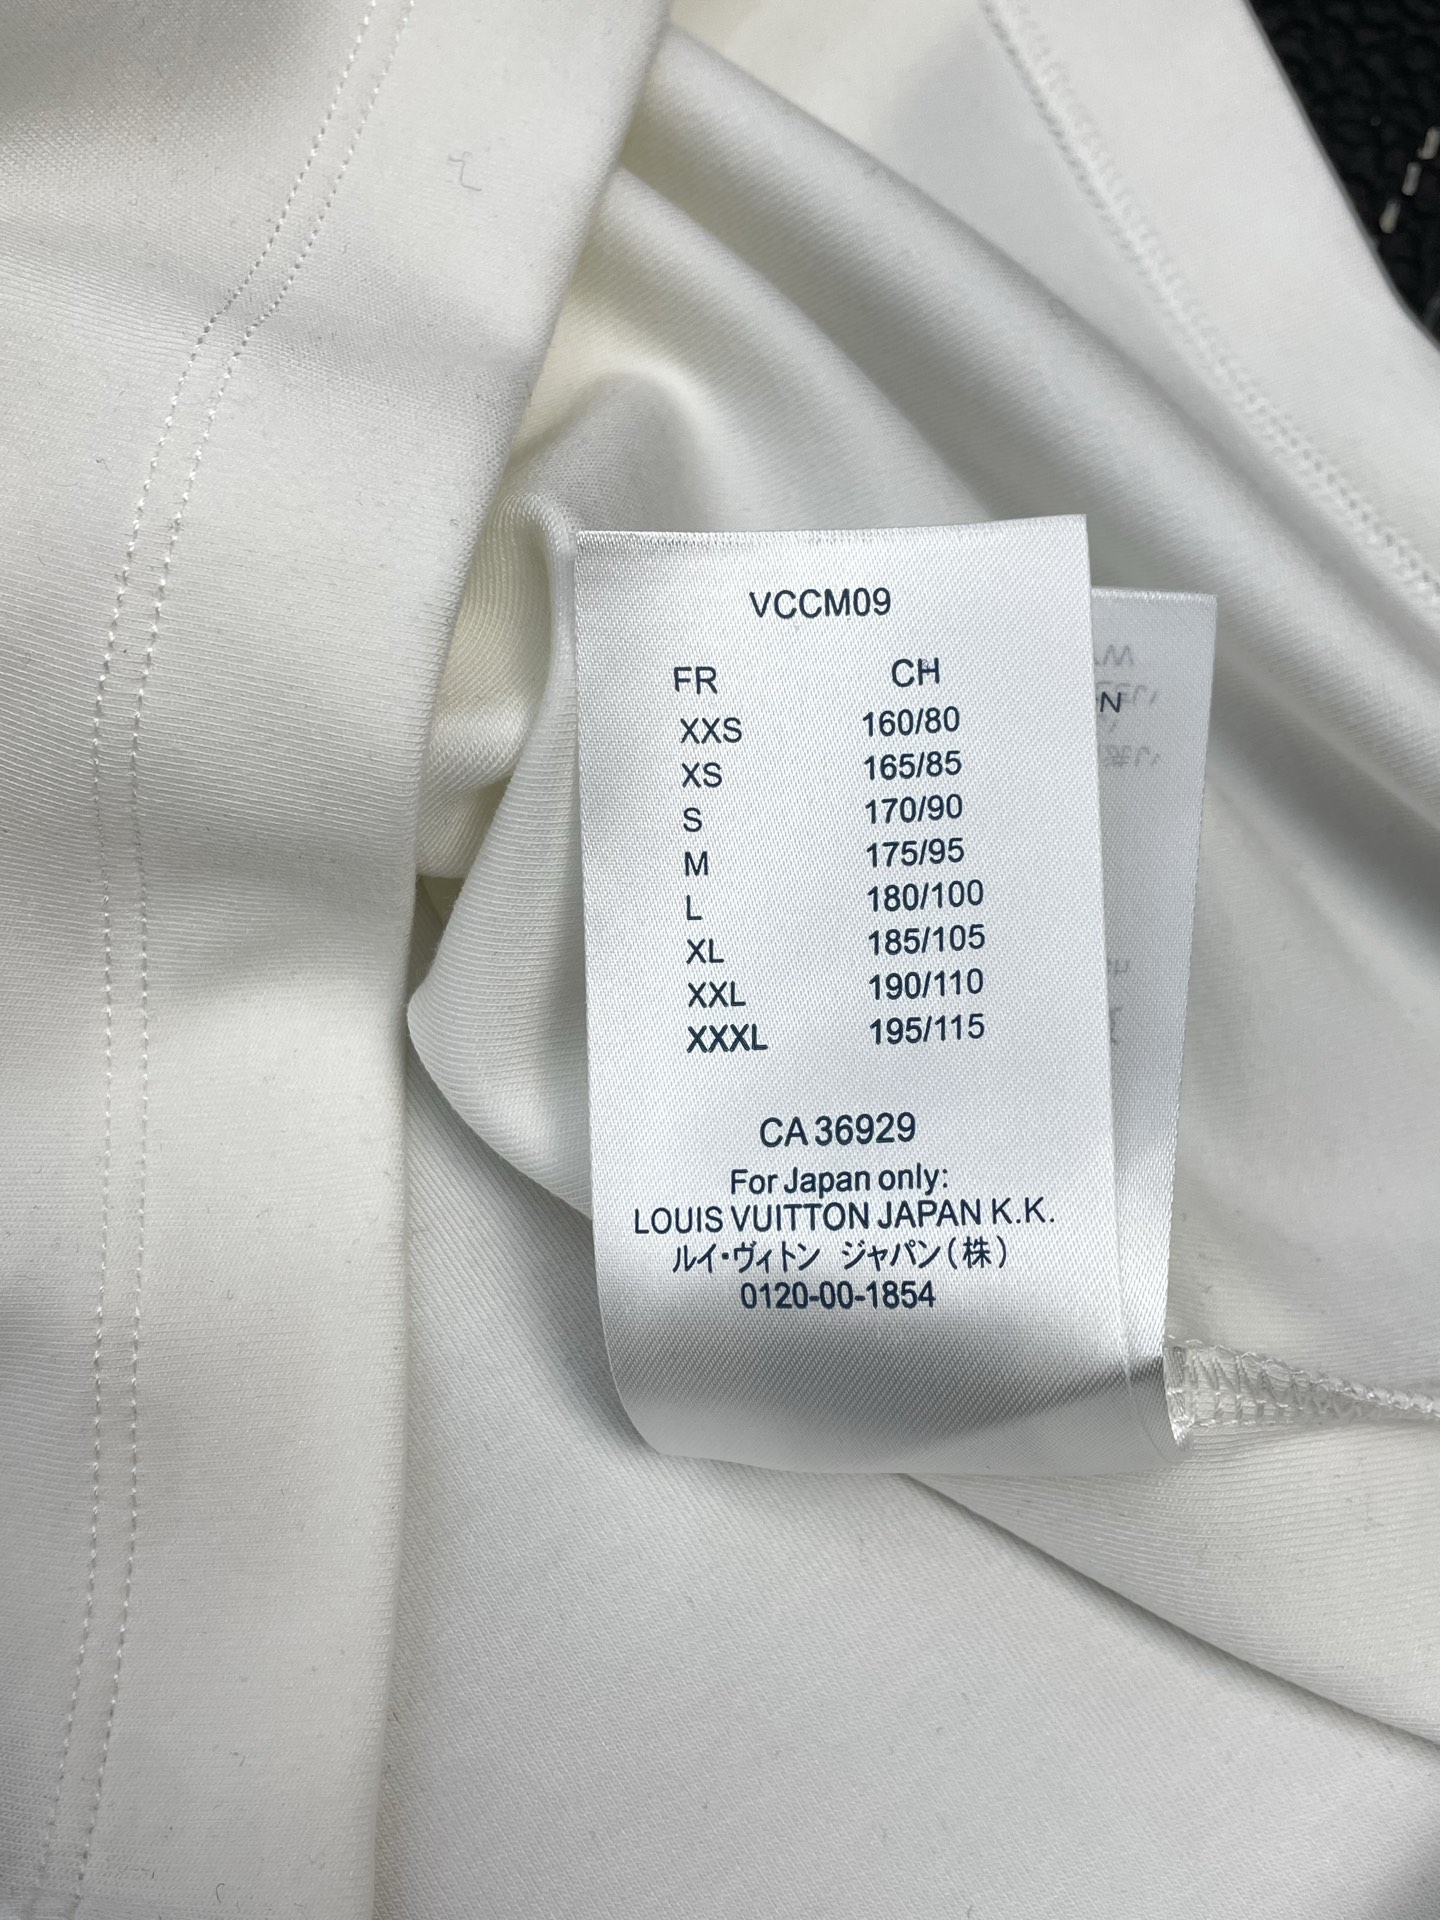 VCCM09
FR CH
XXS 160/80
XS 165/85
S 170/90
M 175/95
L 180/100
XL 185/105
XXL 190/110
XXXL 195/115
CA 36929
For Japan only:
LOUIS VUITTON JAPAN K.K.
ルイ・ヴィトン ジャパン(株)
0120-00-1854